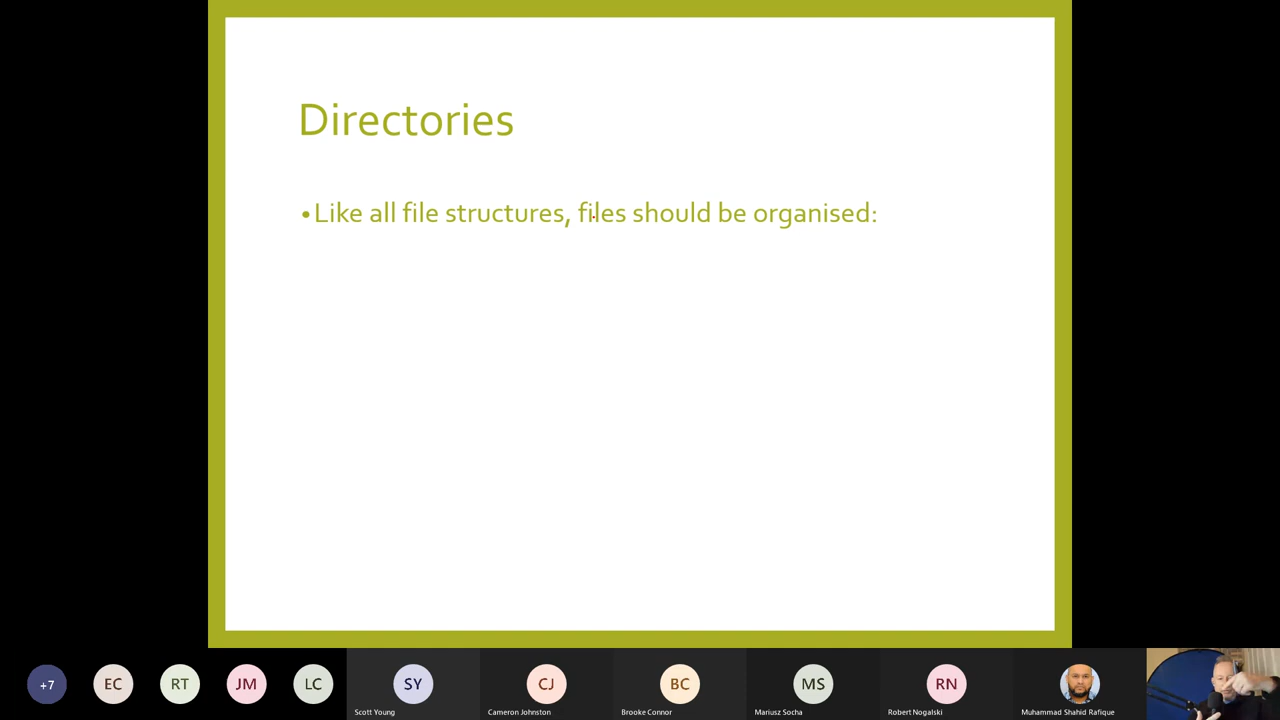 Directories
• Like all file structures, files should be organised:
+7
EC
RT
JM
LC
SY
CJ
BC
MS
RN
Scott Young
Cameron Johnston
Brooke Connor
Mariusz Socha
Robert Nogalski
Muhammad Shahid Rafique